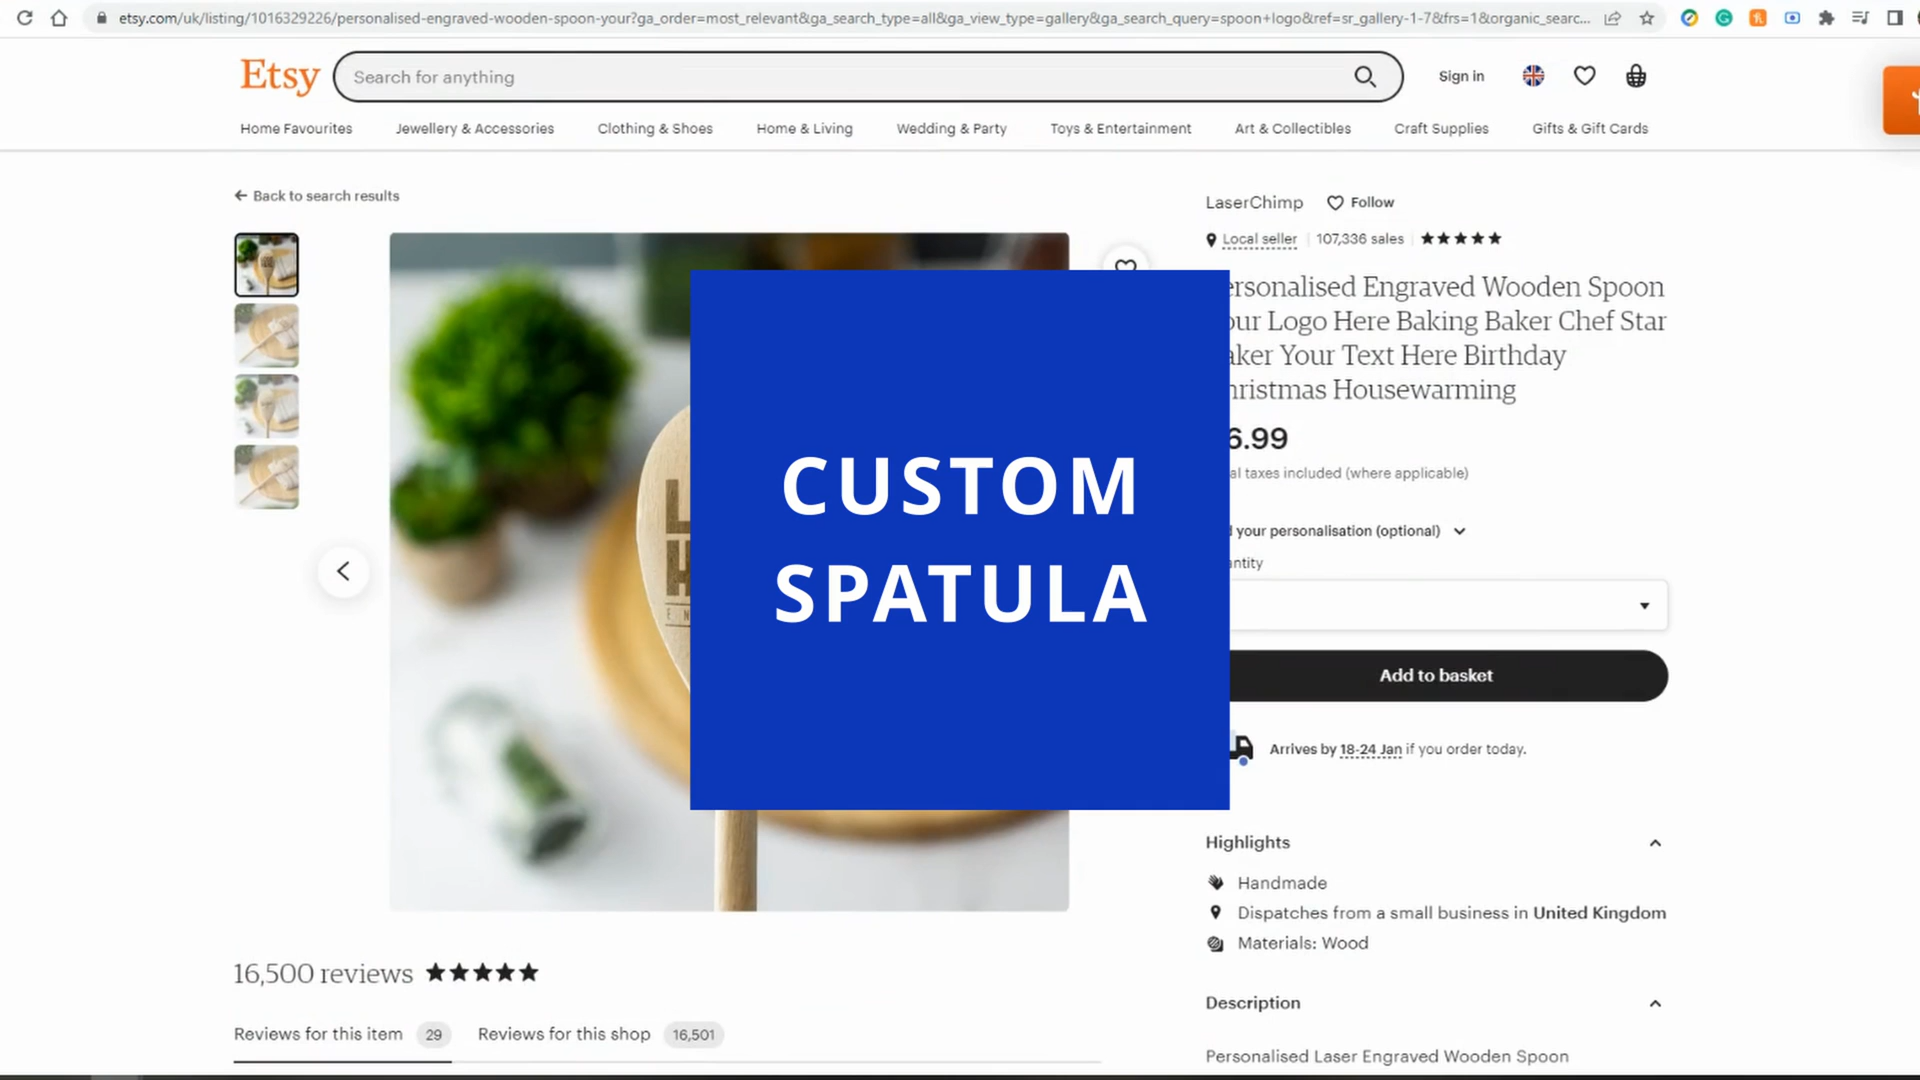 etsy.com/uk/listing/1016329226/personalised-engraved-wooden-spoon-your?ga_order=most_relevant&ga_search_type=all&ga_view_type=gallery&ga_search_query=spoon+logo&ref=sr_gallery-1-7&frs=1&organic_searc...
Etsy
Search for anything
Sign in
Home Favourites
Jewellery & Accessories
Clothing & Shoes
Home & Living
Wedding & Party
Toys & Entertainment
Art & Collectibles
Craft Supplies
Gifts & Gift Cards
Back to search results
LaserChimp
Follow
Local seller
107,336 sales
ersonalised Engraved Wooden Spoon
our Logo Here Baking Baker Chef Star
aker Your Text Here Birthday
hristmas Housewarming
6.99
al taxes included (where applicable)
your personalisation (optional)
ntity
Add to basket
Arrives by 18-24 Jan if you order today.
CUSTOM
SPATULA
Highlights
Handmade
Dispatches from a small business in United Kingdom
Materials: Wood
Description
Personalised Laser Engraved Wooden Spoon
16,500 reviews
Reviews for this item 29
Reviews for this shop 16,501